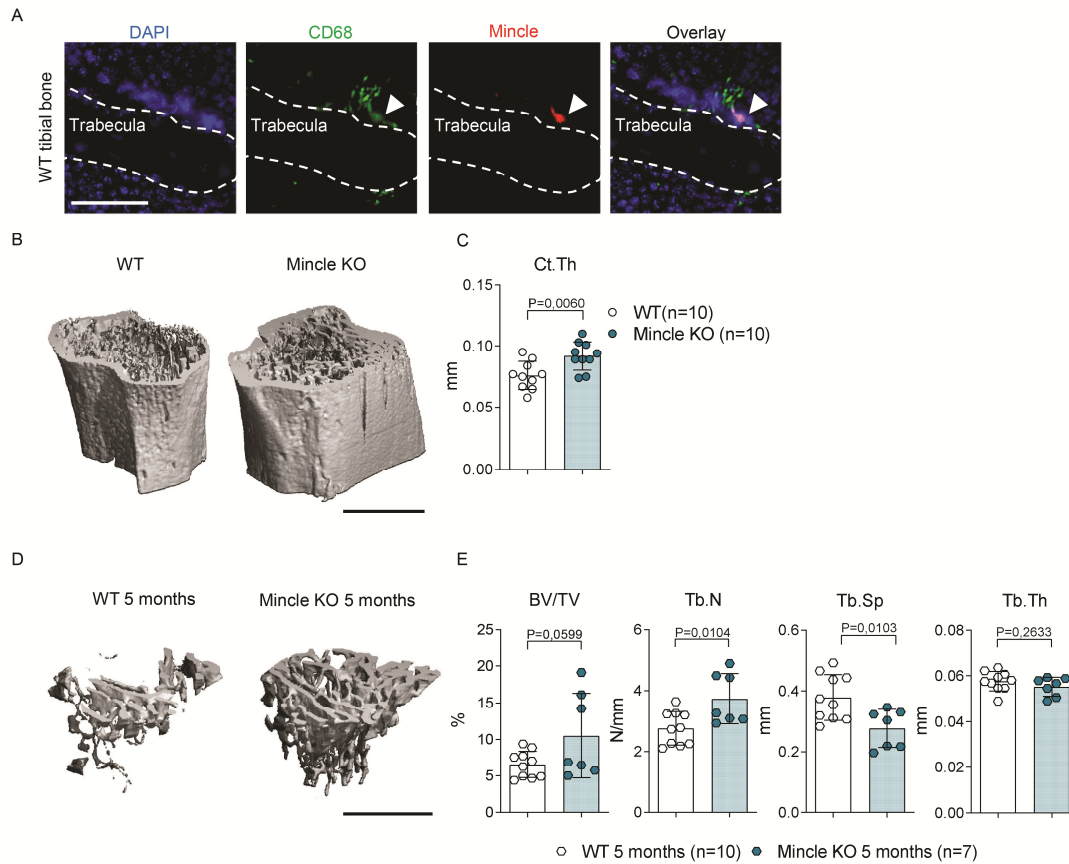 A
DAPI
CD68
Mincle
Overlay
WT tibial bone
Trabecula
Trabecula
Trabecula
Trabecula
B
WT
Mincle KO
C
Ct.Th
0.15
0.10
0.05
0.00
mm
P=0,0060
WT(n=10)
Mincle KO (n=10)
D
WT 5 months
Mincle KO 5 months
E
BV/TV
25
20
15
10
5
0
%
P=0,0599
Tb.N
6
4
2
0
N/mm
P=0,0104
Tb.Sp
0.6
0.4
0.2
0.0
mm
P=0,0103
Tb.Th
0.08
0.06
0.04
0.02
0.00
mm
P=0,2633
WT 5 months (n=10)
Mincle KO 5 months (n=7)